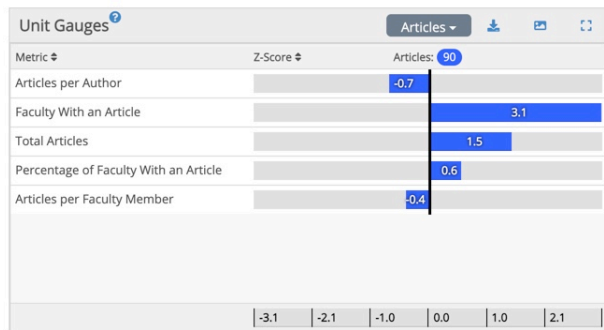 Unit Gauges ?
Articles
Metric Z-Score Articles: 90
Articles per Author -0.7
Faculty With an Article 3.1
Total Articles 1.5
Percentage of Faculty With an Article 0.6
Articles per Faculty Member -0.4
-3.1 -2.1 -1.0 0.0 1.0 2.1